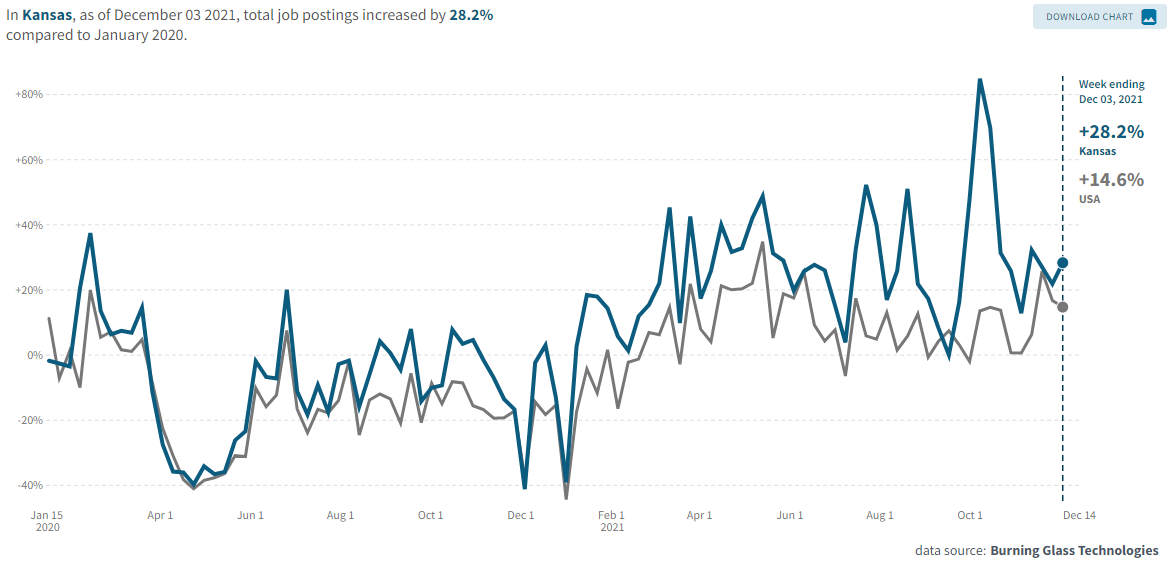 In Kansas, as of December 03 2021, total job postings increased by 28.2%
compared to January 2020.
DOWNLOAD CHART
+80%
+60%
+40%
+20%
0%
-20%
-40%
Week ending
Dec 03, 2021
+28.2%
Kansas
+14.6%
USA
Jan 15 Apr 1 Jun 1 Aug 1 Oct 1 Dec 1 Feb 1 Apr 1 Jun 1 Aug 1 Oct 1 Dec 14
2020 2021
data source: Burning Glass Technologies